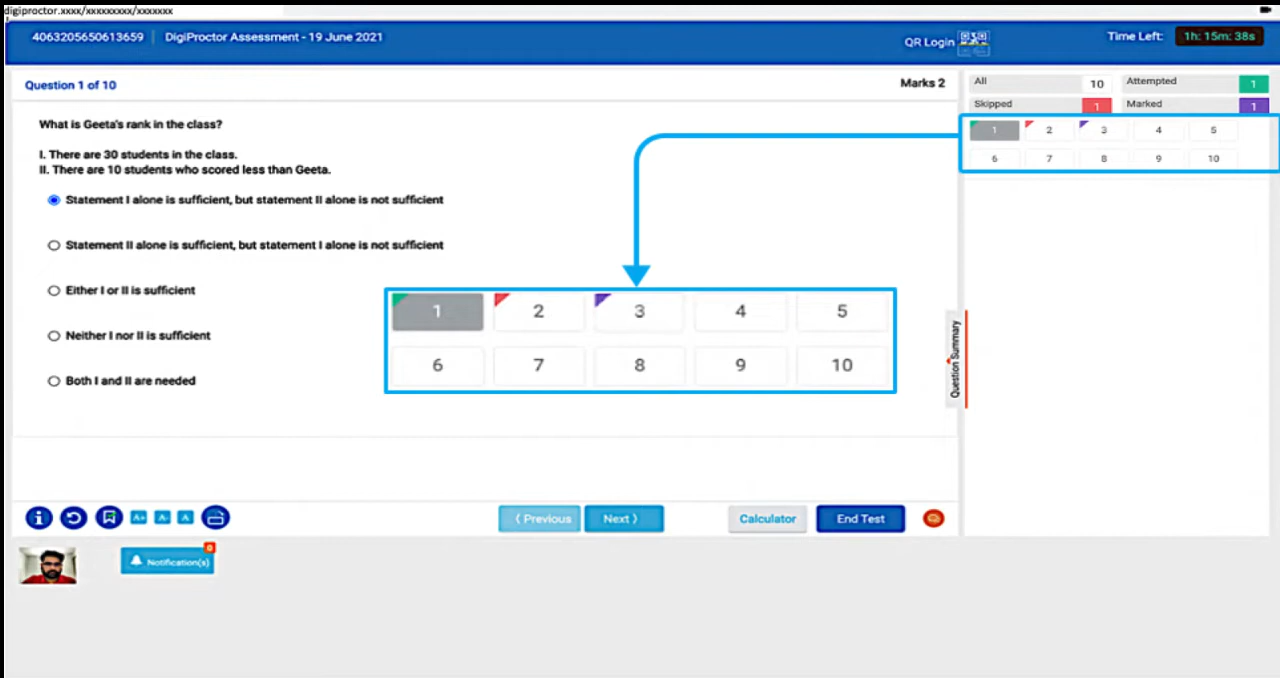 digiproctor.xxxx/xxxxxxxxx/xxxxxxx
4063205650613659 | DigiProctor Assessment - 19 June 2021
QR Login
Time Left: 1h: 15m: 38s
Question 1 of 10
Marks 2
What is Geeta's rank in the class?
I. There are 30 students in the class.
II. There are 10 students who scored less than Geeta.
Statement I alone is sufficient, but statement II alone is not sufficient
Statement II alone is sufficient, but statement I alone is not sufficient
Either I or II is sufficient
Neither I nor II is sufficient
Both I and II are needed
1 2 3 4 5
6 7 8 9 10
All 10 Attempted 1
Skipped 1 Marked 1
1 2 3 4 5
6 7 8 9 10
Question Summary
A+ A- A
( Previous
Next )
Calculator
End Test
Notification(s) 0